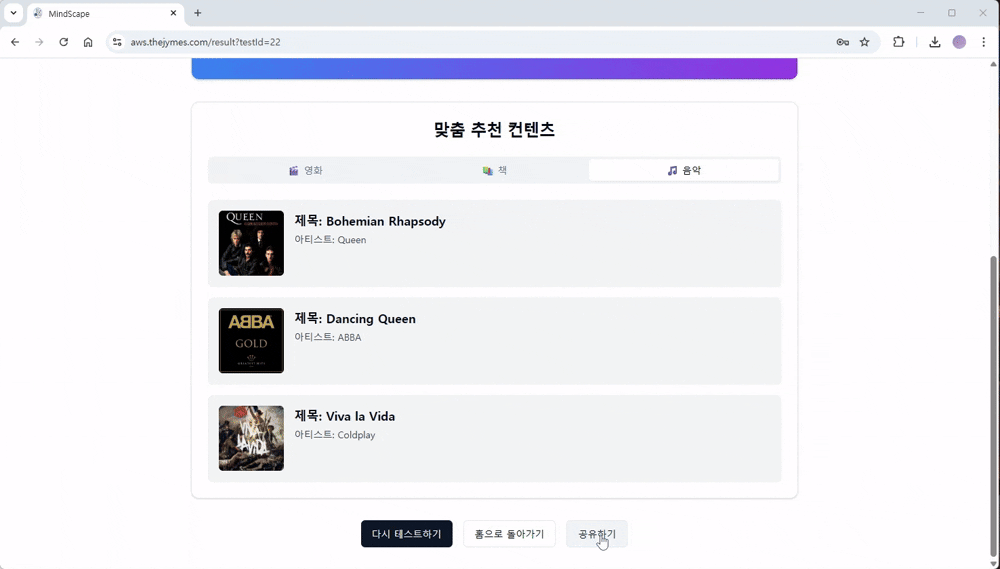 MindScape
aws.thejymes.com/result?testId=22
맞춤 추천 컨텐츠
영화
책
음악
QUEEN
제목: Bohemian Rhapsody
아티스트: Queen
ABBA
GOLD
제목: Dancing Queen
아티스트: ABBA
VIVA
LA VIDA
제목: Viva la Vida
아티스트: Coldplay
다시 테스트하기
홈으로 돌아가기
공유하기